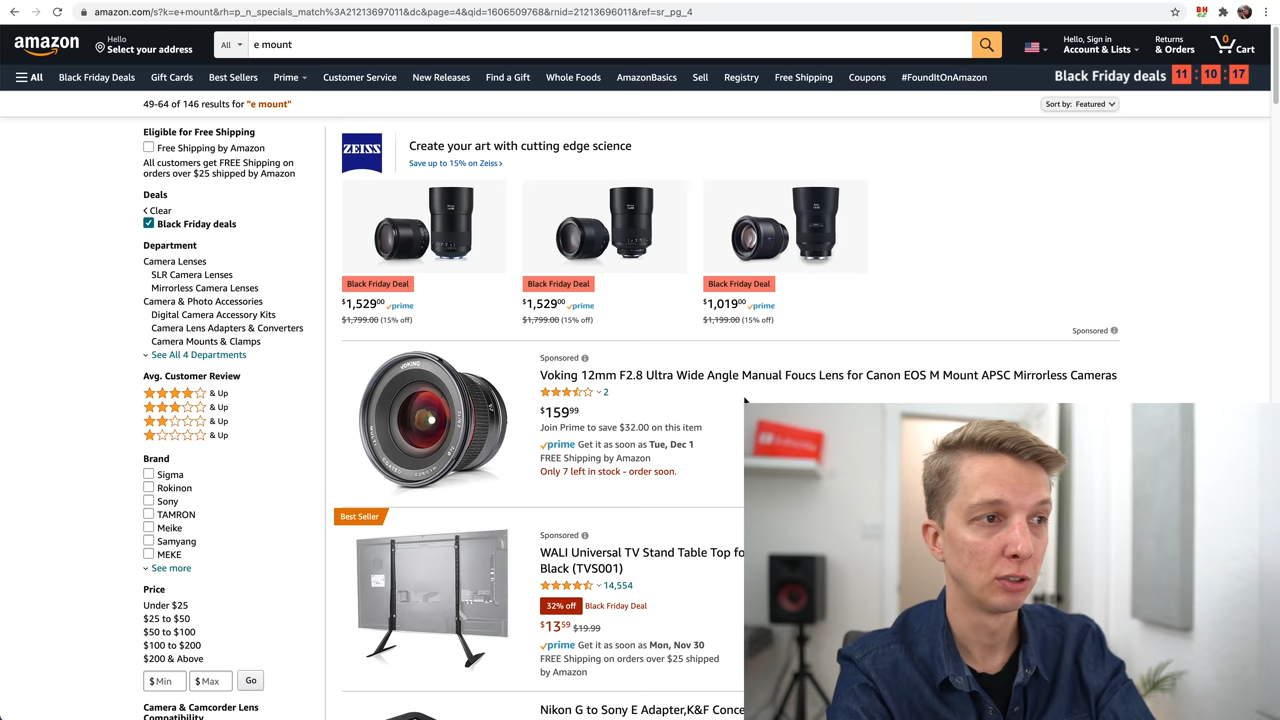 amazon.com/s?k=e+mount&rh=p_n_specials_match%3A21213697011&dc&page=4&qid=1606509768&rnid=21213696011&ref=sr_pg_4
amazon
Hello
Select your address
All
e mount
Hello, Sign in
Account & Lists
Returns
& Orders
0
Cart
All
Black Friday Deals
Gift Cards
Best Sellers
Prime
Customer Service
New Releases
Find a Gift
Whole Foods
AmazonBasics
Sell
Registry
Free Shipping
Coupons
#FoundItOnAmazon
Black Friday deals 11 : 10 : 17
49-64 of 146 results for "e mount"
Sort by: Featured
Eligible for Free Shipping
Free Shipping by Amazon
All customers get FREE Shipping on
orders over $25 shipped by Amazon
Deals
Clear
Black Friday deals
Department
Camera Lenses
SLR Camera Lenses
Mirrorless Camera Lenses
Camera & Photo Accessories
Digital Camera Accessory Kits
Camera Lens Adapters & Converters
Camera Mounts & Clamps
See All 4 Departments
Avg. Customer Review
& Up
& Up
& Up
& Up
Brand
Sigma
Rokinon
Sony
TAMRON
Meike
Samyang
MEKE
See more
Price
Under $25
$25 to $50
$50 to $100
$100 to $200
$200 & Above
$ Min
$ Max
Go
Camera & Camcorder Lens
Compatibility
ZEISS
Create your art with cutting edge science
Save up to 15% on Zeiss
Black Friday Deal
$1,52900 prime
$1,799.00 (15% off)
Black Friday Deal
$1,52900 prime
$1,799.00 (15% off)
Black Friday Deal
$1,01900 prime
$1,199.00 (15% off)
Sponsored
VOKING
Sponsored
Voking 12mm F2.8 Ultra Wide Angle Manual Foucs Lens for Canon EOS M Mount APSC Mirrorless Cameras
2
$15999
Join Prime to save $32.00 on this item
prime Get it as soon as Tue, Dec 1
FREE Shipping by Amazon
Only 7 left in stock - order soon.
Best Seller
Sponsored
WALI Universal TV Stand Table Top fo
Black (TVS001)
14,554
32% off Black Friday Deal
$1359 $19.99
prime Get it as soon as Mon, Nov 30
FREE Shipping on orders over $25 shipped
by Amazon
Nikon G to Sony E Adapter,K&F Conce